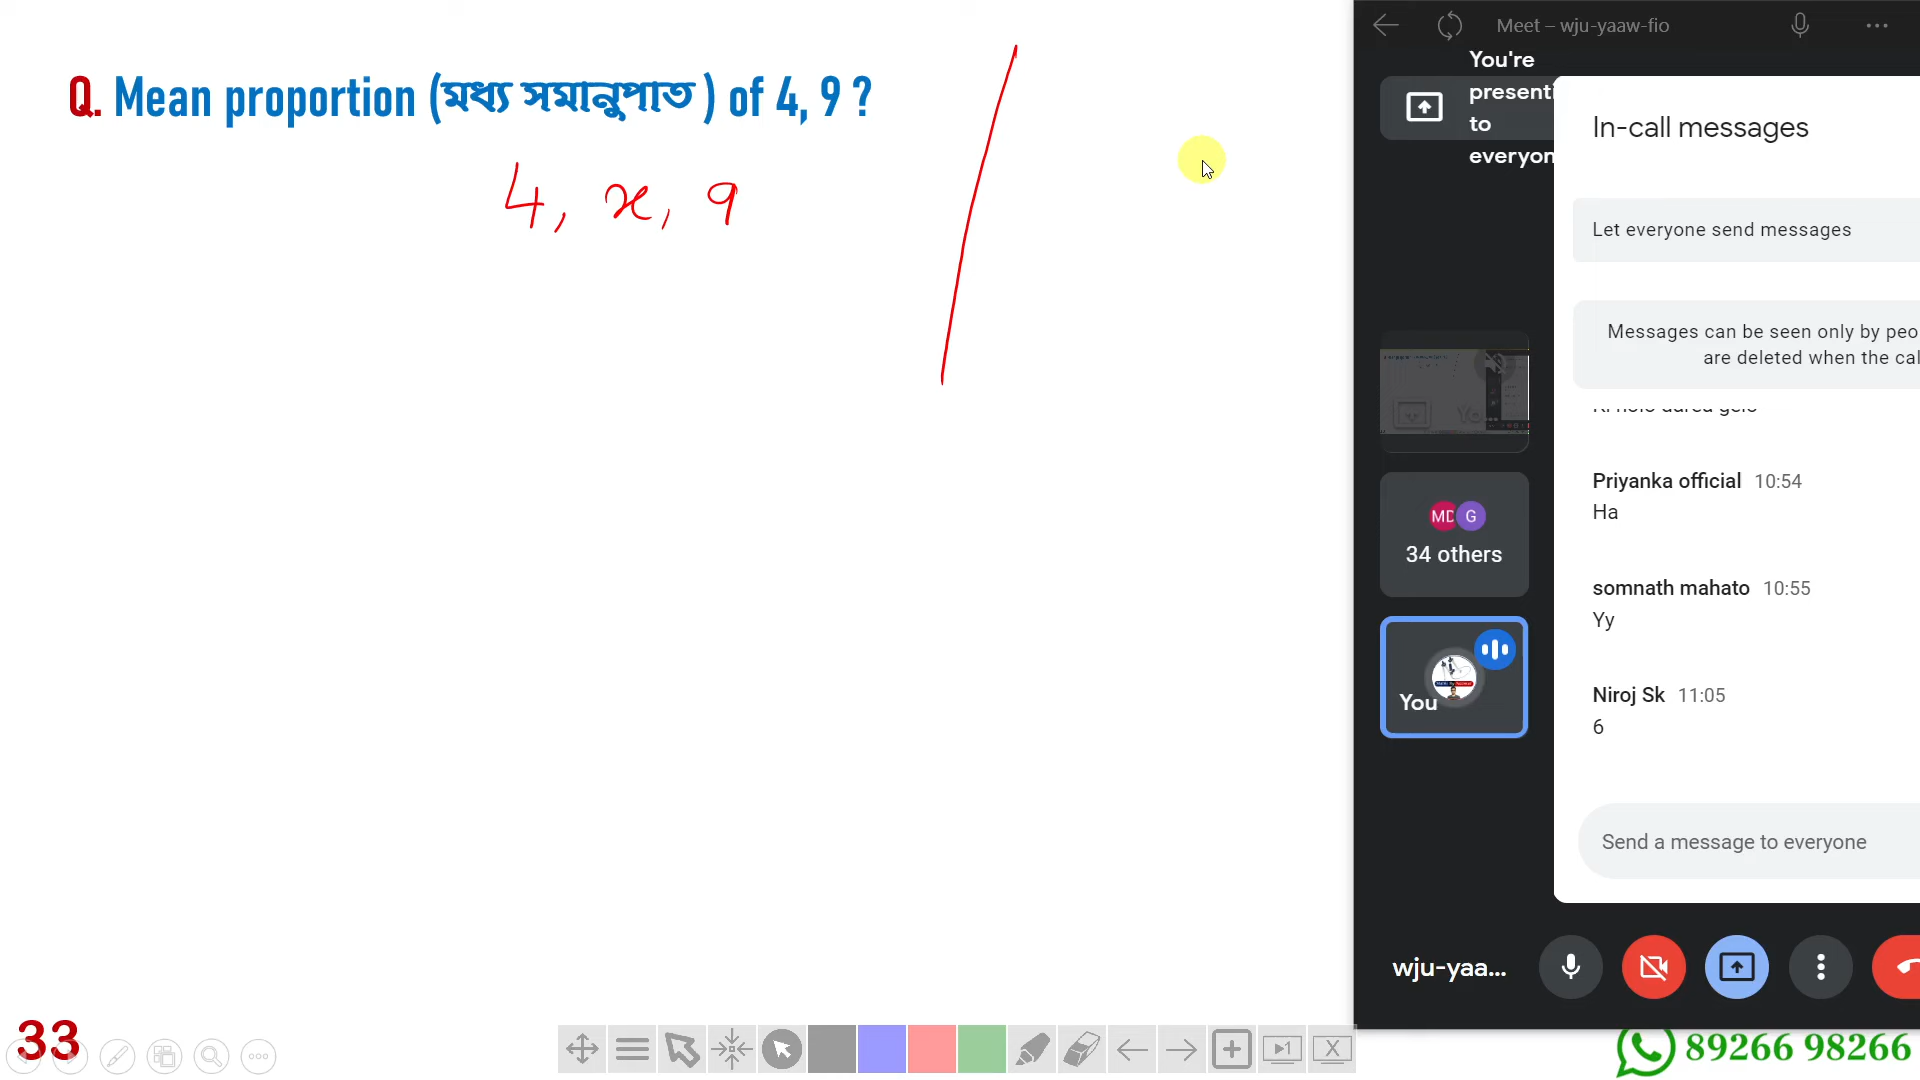 Q. Mean proportion (মধ্য সমানুপাত ) of 4, 9 ?
4, x, 9
33
Meet – wju-yaaw-fio
You're
presenti
to
everyon
In-call messages
Let everyone send messages
Messages can be seen only by peo
are deleted when the cal
Priyanka official 10:54
Ha
somnath mahato 10:55
Yy
Niroj Sk 11:05
6
MD G
34 others
You
Send a message to everyone
wju-yaa...
89266 98266